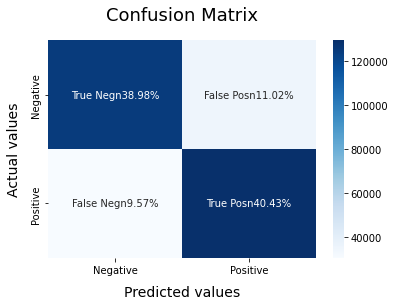 Confusion Matrix
Actual values
Negative
Positive
True Negn38.98%
False Posn11.02%
False Negn9.57%
True Posn40.43%
Negative
Positive
Predicted values
120000
100000
80000
60000
40000